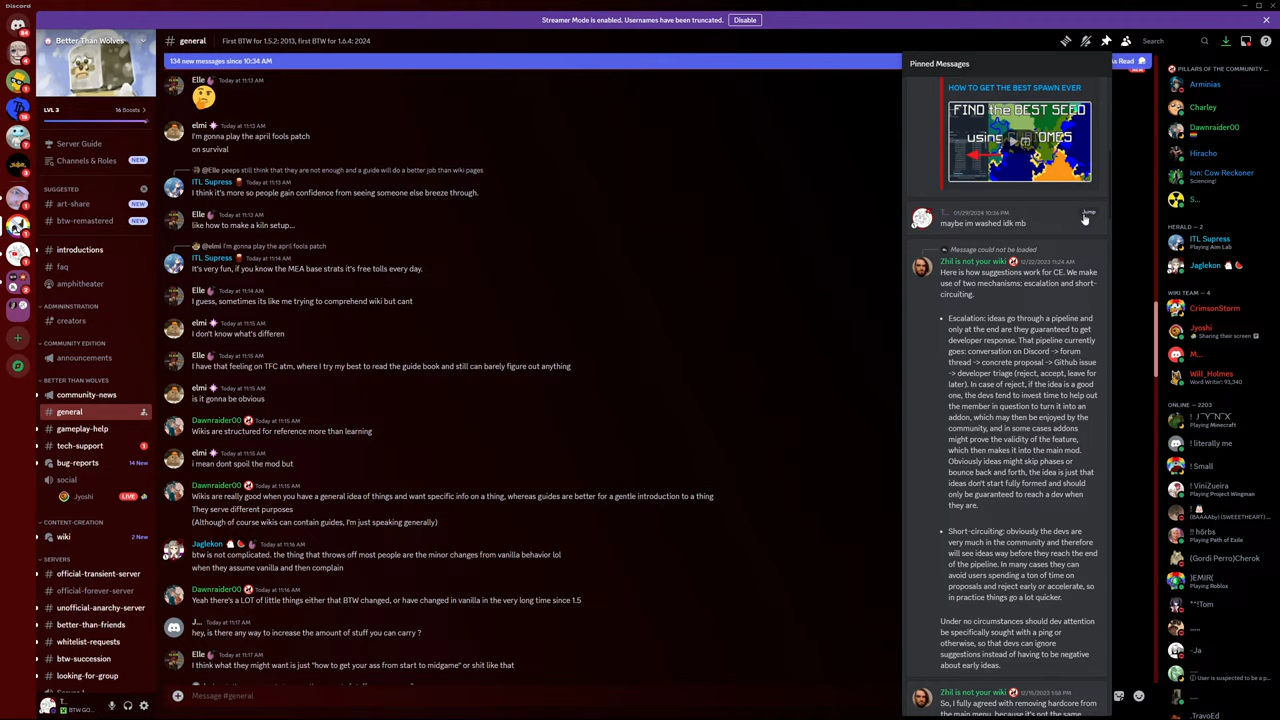 Discord
Streamer Mode is enabled. Usernames have been truncated.
Disable
Better Than Wolves
general
First BTW for 1.5.2: 2013, first BTW for 1.6.4: 2024
Search
134 new messages since 10:34 AM
As Read
LVL 3
14 Boosts
Server Guide
Channels & Roles
NEW
SUGGESTED
art-share
NEW
btw-remastered
NEW
introductions
faq
amphitheater
ADMINISTRATION
creators
COMMUNITY EDITION
announcements
BETTER THAN WOLVES
community-news
general
gameplay-help
tech-support
1
bug-reports
14 New
social
Jyoshi
LIVE
CONTENT-CREATION
wiki
2 New
SERVERS
official-transient-server
official-forever-server
unofficial-anarchy-server
better-than-friends
whitelist-requests
btw-succession
looking-for-group
T...
BTW GO...
Elle Today at 11:13 AM
elmi Today at 11:13 AM
I'm gonna play the april fools patch
on survival
@Elle peeps still think that they are not enough and a guide will do a better job than wiki pages
ITL Supress Today at 11:13 AM
I think it's more so people gain confidence from seeing someone else breeze through.
Elle Today at 11:13 AM
like how to make a kiln setup...
@elmi I'm gonna play the april fools patch
ITL Supress Today at 11:14 AM
It's very fun, if you know the MEA base strats it's free tolls every day.
Elle Today at 11:14 AM
I guess, sometimes its like me trying to comprehend wiki but cant
elmi Today at 11:15 AM
I don't know what's differen
Elle Today at 11:15 AM
I have that feeling on TFC atm, where I try my best to read the guide book and still can barely figure out anything
elmi Today at 11:15 AM
is it gonne be obvious
Dawnraider00 Today at 11:15 AM
Wikis are structured for reference more than learning
elmi Today at 11:15 AM
i mean dont spoil the mod but
Dawnraider00 Today at 11:15 AM
Wikis are really good when you have a general idea of things and want specific info on a thing, whereas guides are better for a gentle introduction to a thing
They serve different purposes
(Although of course wikis can contain guides, I'm just speaking generally)
Jaglekon Today at 11:16 AM
btw is not complicated. the thing that throws off most people are the minor changes from vanilla behavior lol
when they assume vanilla and then complain
Dawnraider00 Today at 11:16 AM
Yeah there's a LOT of little things either that BTW changed, or have changed in vanilla in the very long time since 1.5
J... Today at 11:17 AM
hey, is there any way to increase the amount of stuff you can carry ?
Elle Today at 11:17 AM
I think what they might want is just "how to get your ass from start to midgame" or shit like that
Message #general
Pinned Messages
HOW TO GET THE BEST SPAWN EVER
FIND the BEST SEED
using
T... 01/29/2024 10:26 PM
Jump
maybe im washed idk mb
Message could not be loaded
Zhil is not your wiki 12/22/2023 11:24 AM
Here is how suggestions work for CE. We make
use of two mechanisms: escalation and short-
circuiting.
• Escalation: ideas go through a pipeline and
only at the end are they guaranteed to get
developer response. That pipeline currently
goes: conversation on Discord -> forum
thread -> concrete proposal -> Github issue
-> developer triage (reject, accept, leave for
later). In case of reject, if the idea is a good
one, the devs tend to invest time to help out
the member in question to turn it into an
addon, which may then be enjoyed by the
community, and in some cases addons
might prove the validity of the feature,
which then makes it into the main mod.
Obviously ideas might skip phases or
bounce back and forth, the idea is just that
ideas don't start fully formed and should
only be guaranteed to reach a dev when
they are.
• Short-circuiting: obviously the devs are
very much in the community and therefore
will see ideas way before they reach the end
of the pipeline. In many cases they can
avoid users spending a ton of time on
proposals and reject early or accelerate, so
in practice things go a lot quicker.
Under no circumstances should dev attention
be specifically sought with a ping or
otherwise, so that devs can ignore
suggestions instead of having to be negative
about early ideas.
Zhil is not your wiki 12/15/2023 1:58 PM
So, I fully agreed with removing hardcore from
the main menu, because it's not the same
PILLARS OF THE COMMUNITY
Arminias
Charley
Dawnraider00
Hiracho
Ion: Cow Reckoner
Sciencing!
S...
HERALD — 2
ITL Supress
Playing Aim Lab
Jaglekon
WIKI TEAM — 4
CrimsonStorm
Jyoshi
Sharing their screen
M...
Will_Holmes
Word Writin': 93,340
ONLINE — 2203
Playing Minecraft
! literally me
! Small
! ViniZueira
Playing Project Wingman
(BAAAAby) (SWEETHEART) ...
!! hõrbs
Playing Path of Exile
(Gordi Perro)Cherok
)EMIR(
Playing Roblox
*^!Tom
.....
-Ja
....
User is suspected to be a p...
....
.TravoEd